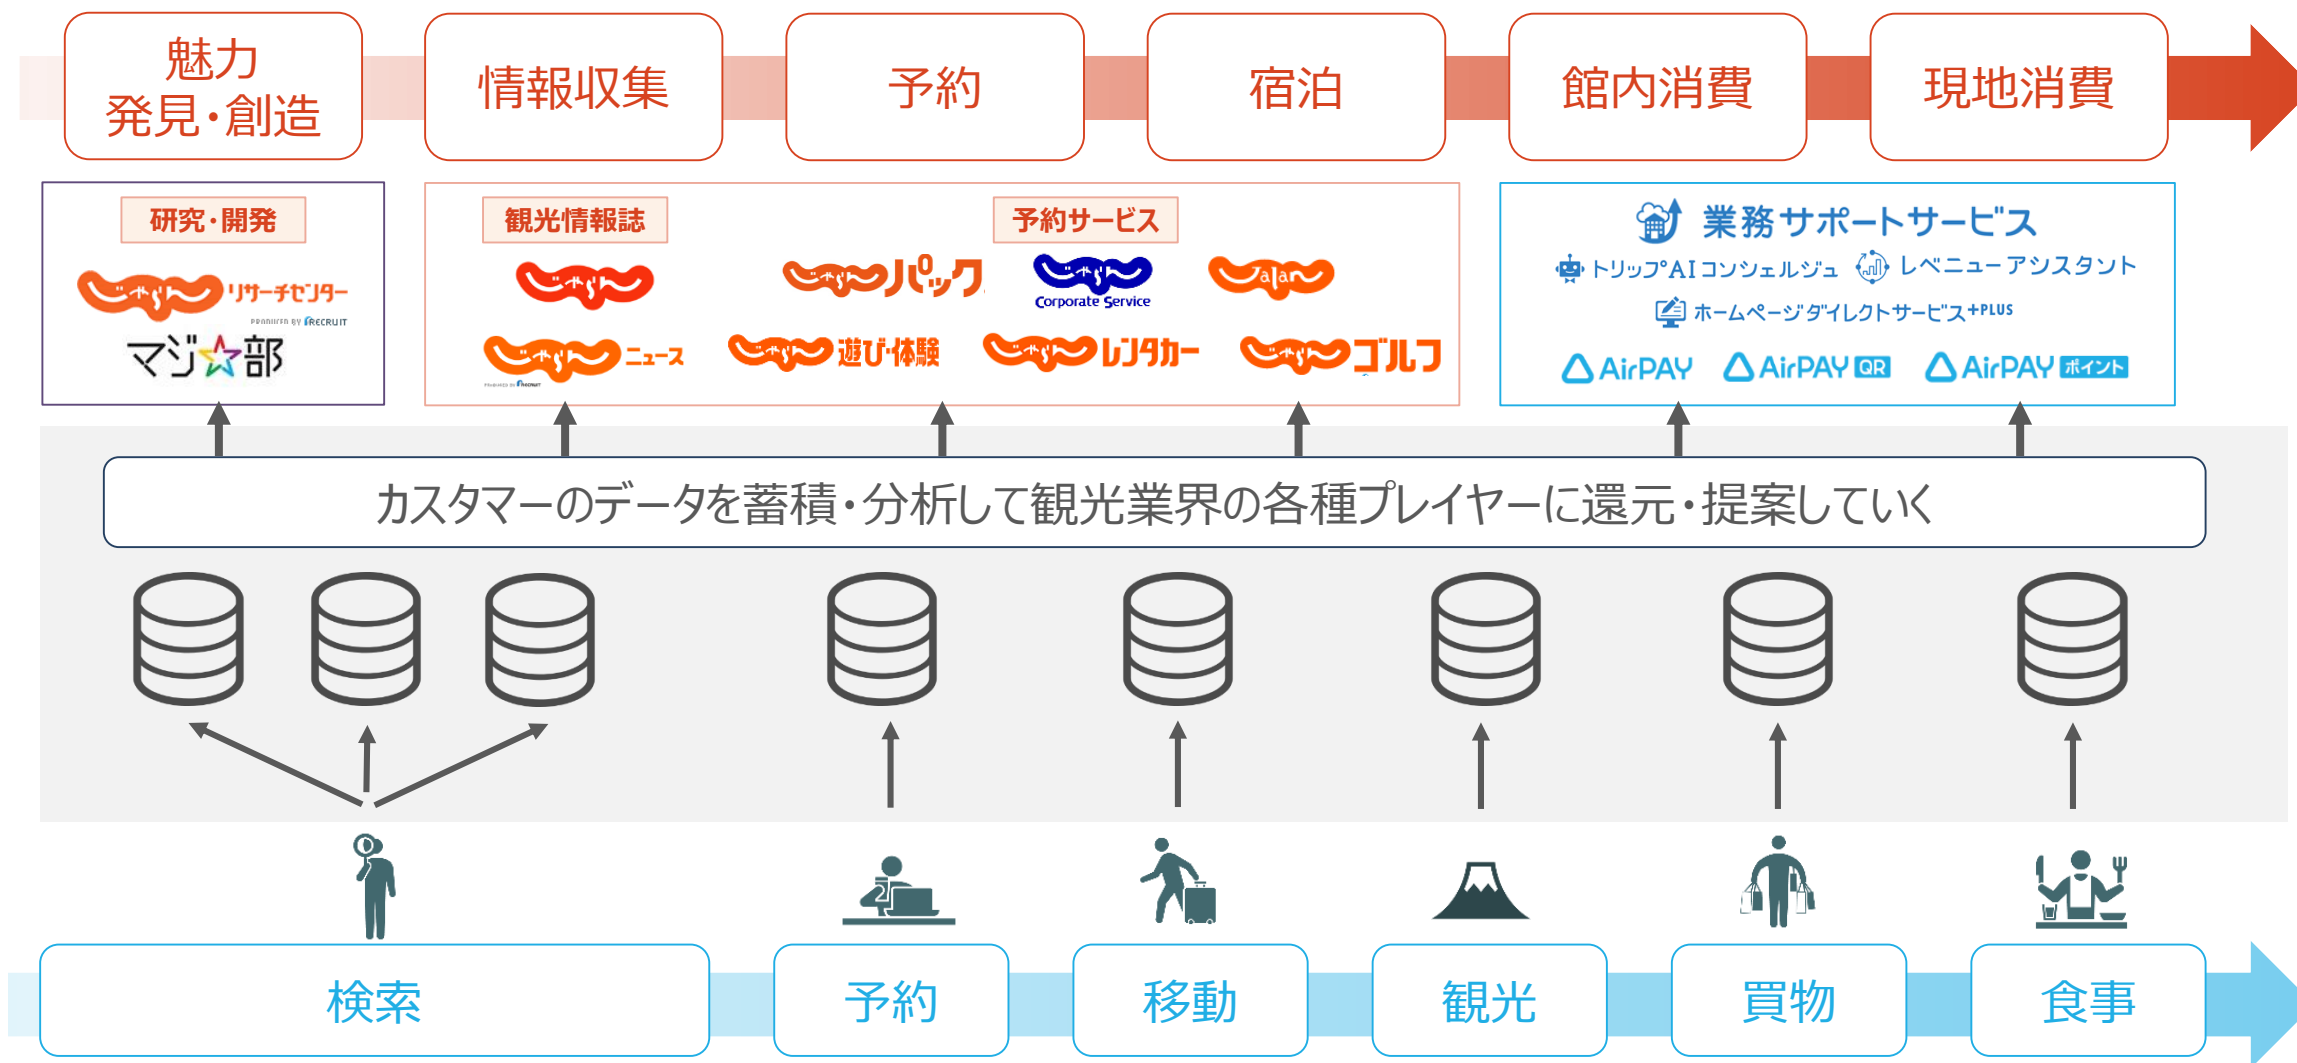 魅力
発見・創造
情報収集
予約
宿泊
館内消費
現地消費
研究・開発
じゃらん リサーチセンター
PRODUCED BY RECRUIT
マジ☆部
観光情報誌
予約サービス
じゃらん
じゃらん パック
じゃらん
Corporate Service
Jalan
じゃらん ニュース
PRODUCED BY RECRUIT
じゃらん 遊び・体験
じゃらん レンタカー
じゃらん ゴルフ
業務サポートサービス
トリップAIコンシェルジュ
レベニューアシスタント
ホームページダイレクトサービス+PLUS
AirPAY
AirPAY QR
AirPAY ポイント
カスタマーのデータを蓄積・分析して観光業界の各種プレイヤーに還元・提案していく
検索
予約
移動
観光
買物
食事